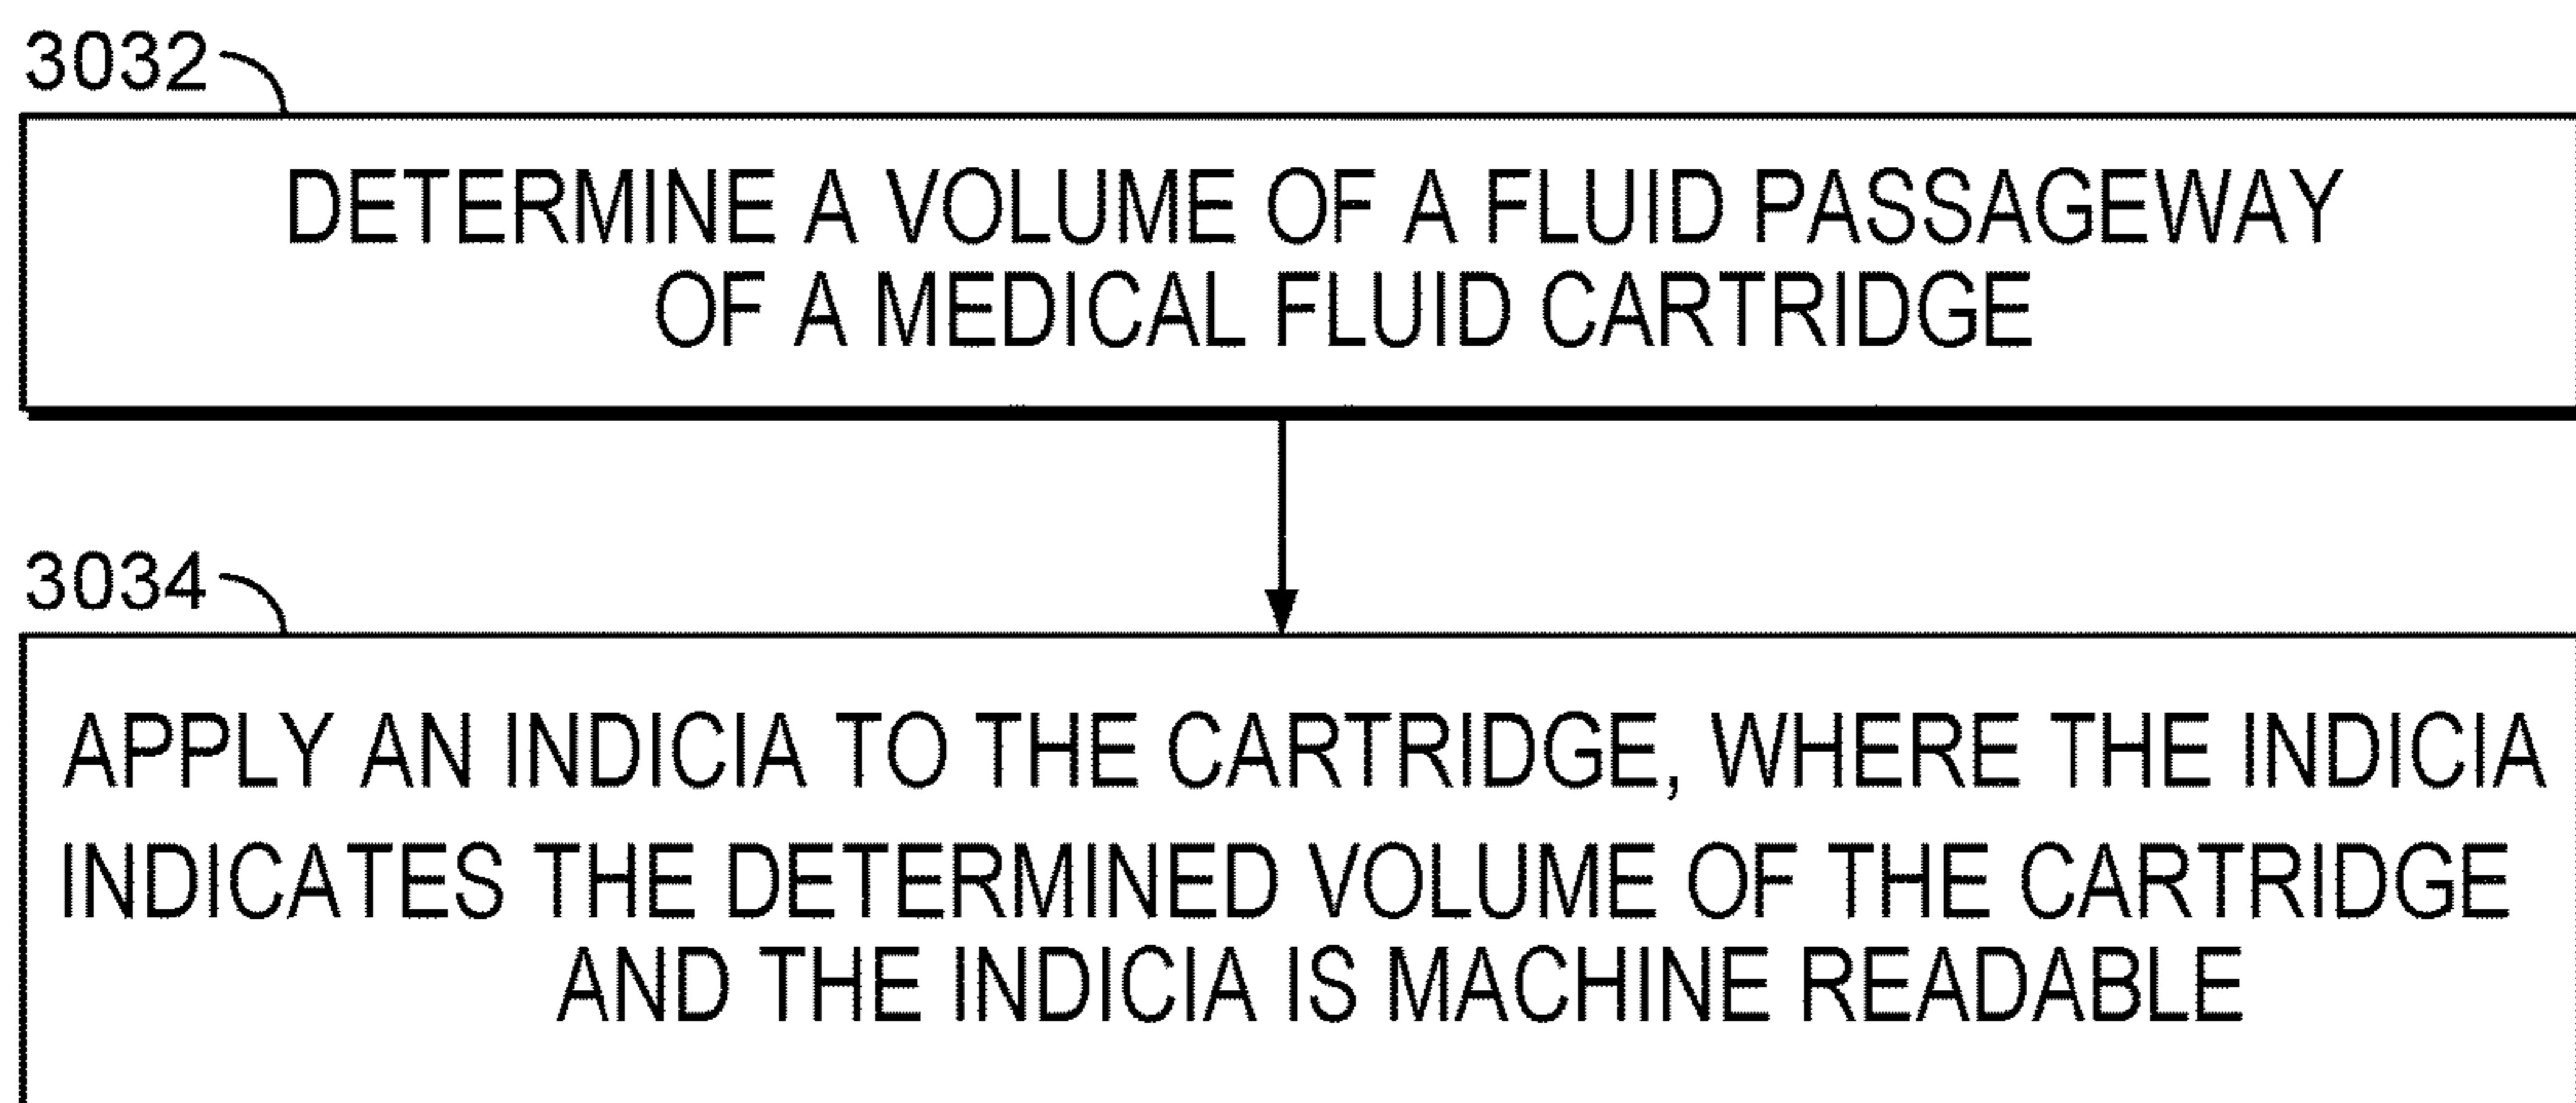 3032
DETERMINE A VOLUME OF A FLUID PASSAGEWAY
OF A MEDICAL FLUID CARTRIDGE
3034
APPLY AN INDICIA TO THE CARTRIDGE, WHERE THE INDICIA
INDICATES THE DETERMINED VOLUME OF THE CARTRIDGE
AND THE INDICIA IS MACHINE READABLE